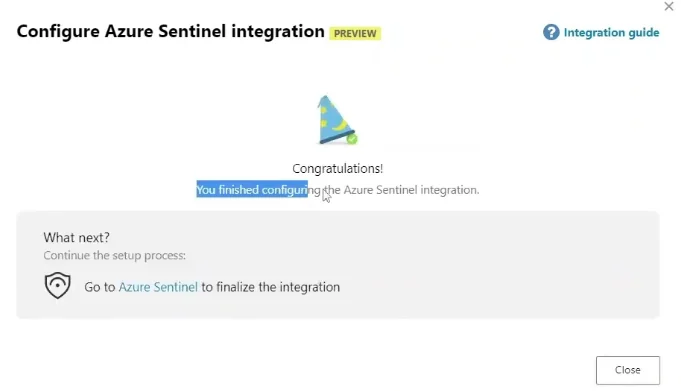 Configure Azure Sentinel integration PREVIEW
? Integration guide
Congratulations!
You finished configuring the Azure Sentinel integration.
What next?
Continue the setup process:
Go to Azure Sentinel to finalize the integration
Close